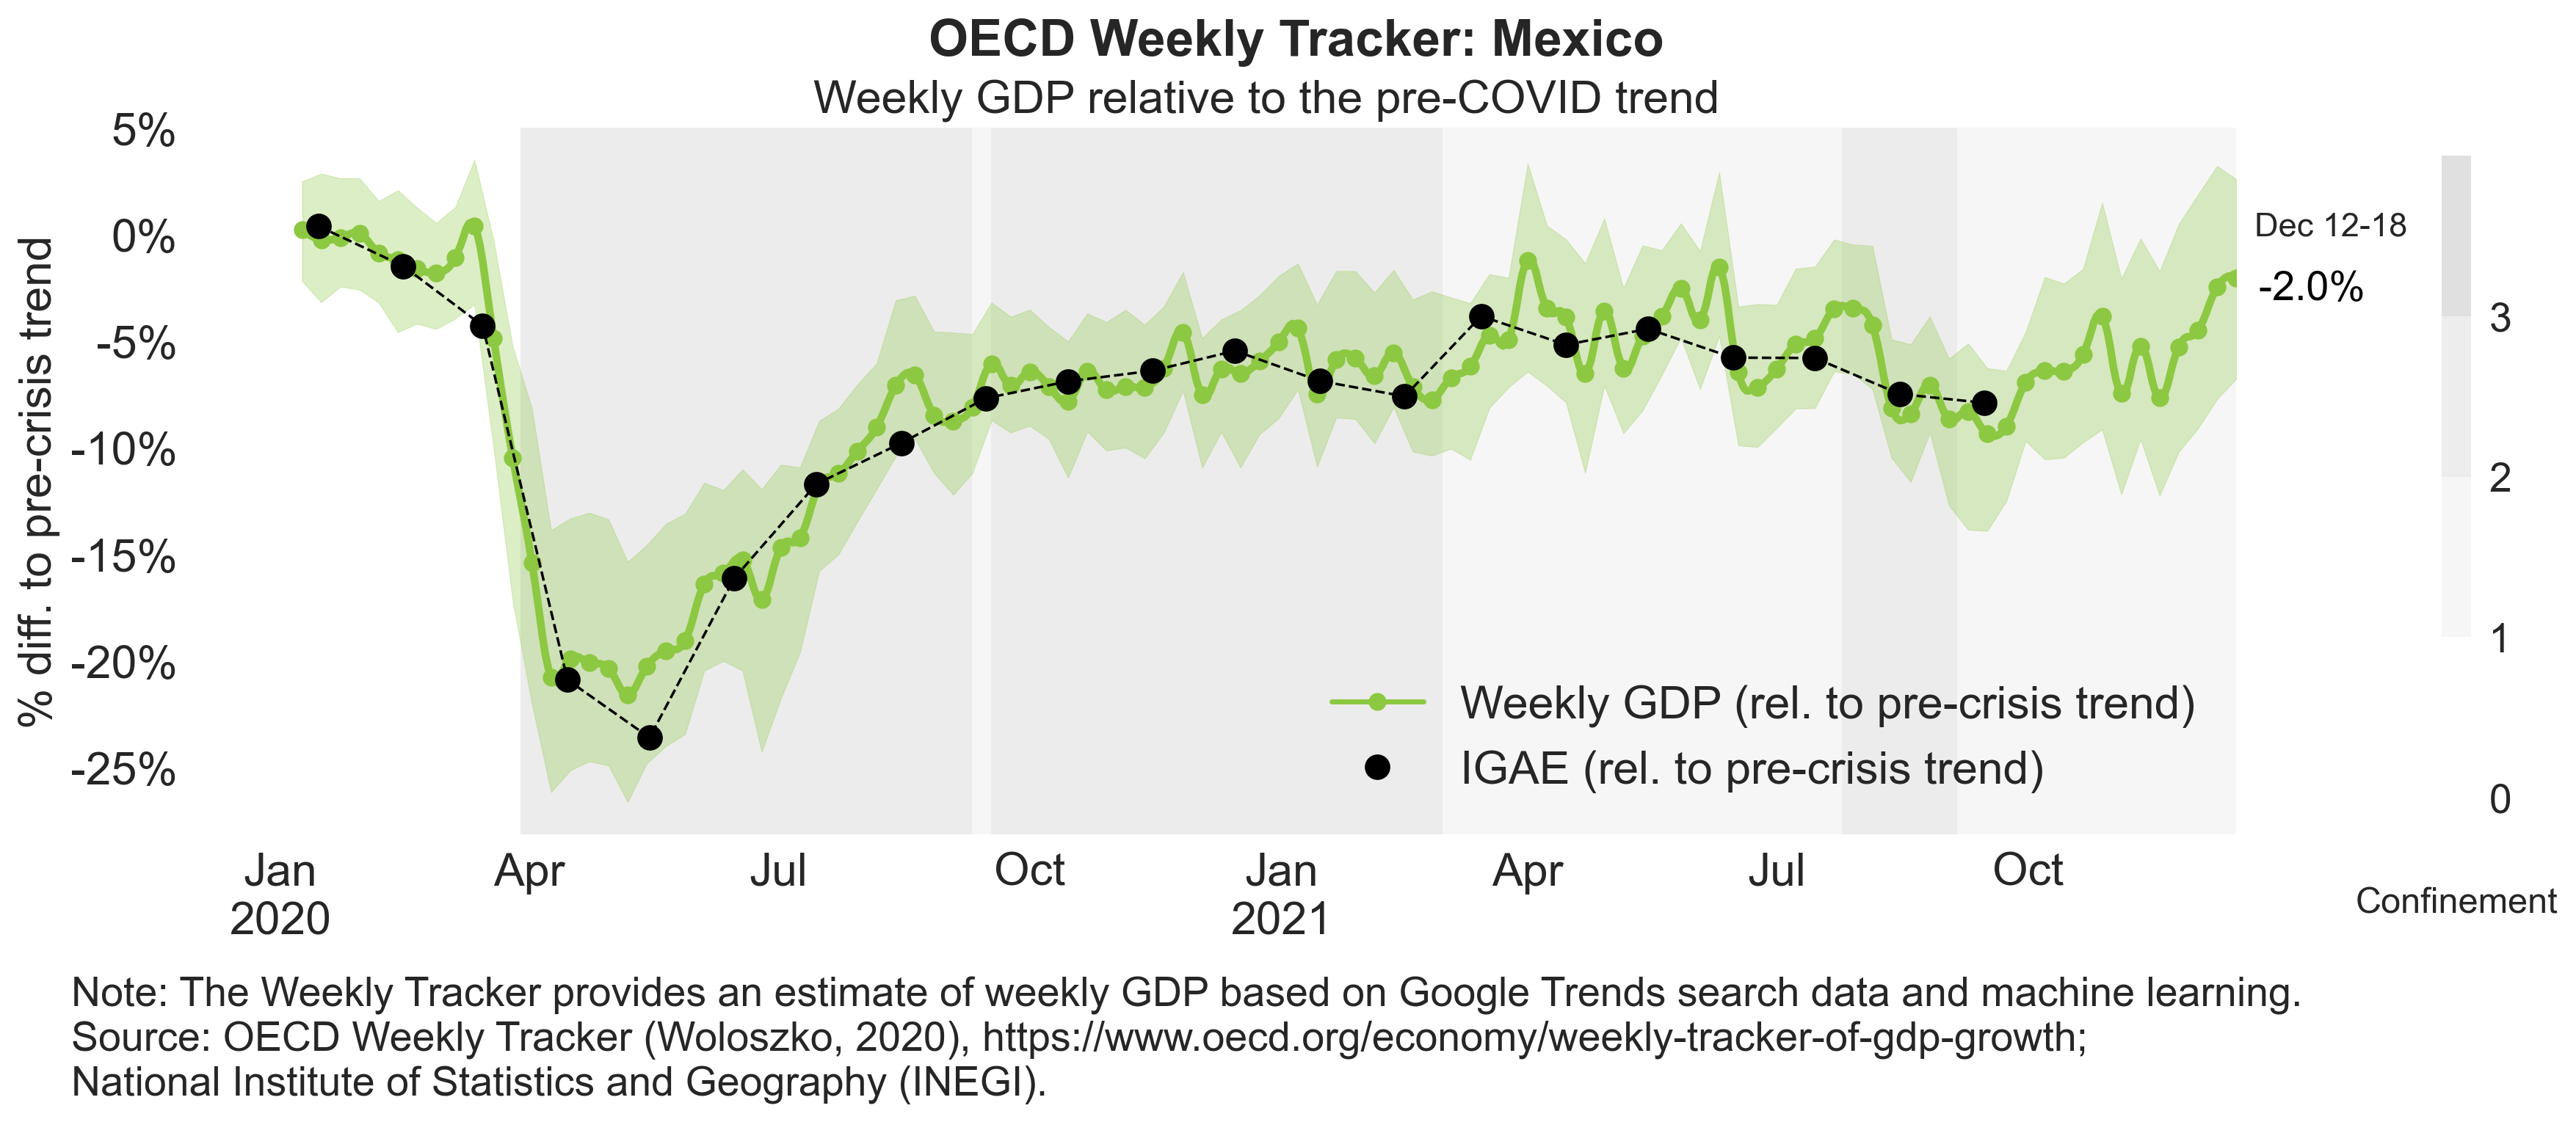 OECD Weekly Tracker: Mexico
Weekly GDP relative to the pre-COVID trend
% diff. to pre-crisis trend
5%
0%
-5%
-10%
-15%
-20%
-25%
Jan
2020
Apr
Jul
Oct
Jan
2021
Apr
Jul
Oct
Dec 12-18
-2.0%
Weekly GDP (rel. to pre-crisis trend)
IGAE (rel. to pre-crisis trend)
3
2
1
0
Confinement
Note: The Weekly Tracker provides an estimate of weekly GDP based on Google Trends search data and machine learning.
Source: OECD Weekly Tracker (Woloszko, 2020), https://www.oecd.org/economy/weekly-tracker-of-gdp-growth;
National Institute of Statistics and Geography (INEGI).